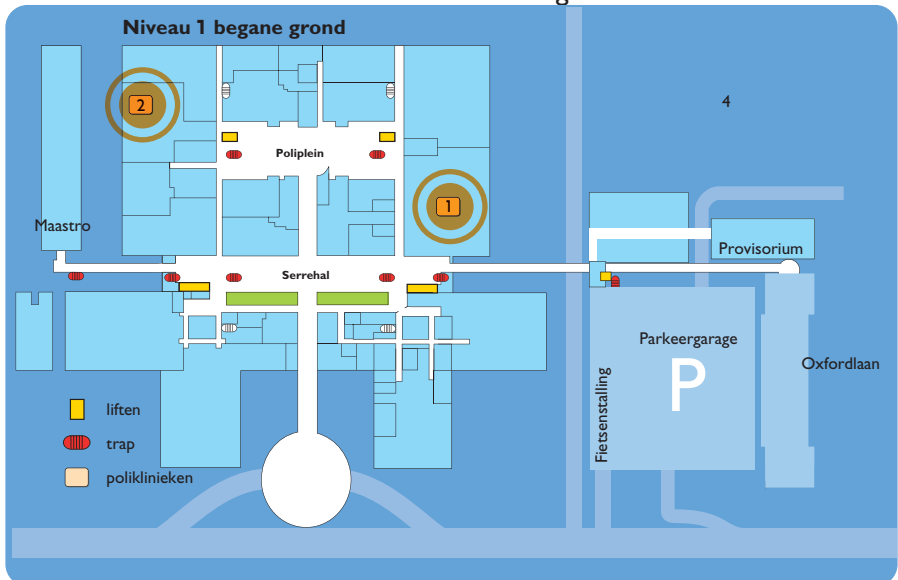 Niveau 1 begane grond
2
4
Poliplein
1
Maastro
Provisorium
Serrehal
Parkeergarage
P
Oxfordlaan
Fietsenstalling
liften
trap
poliklinieken